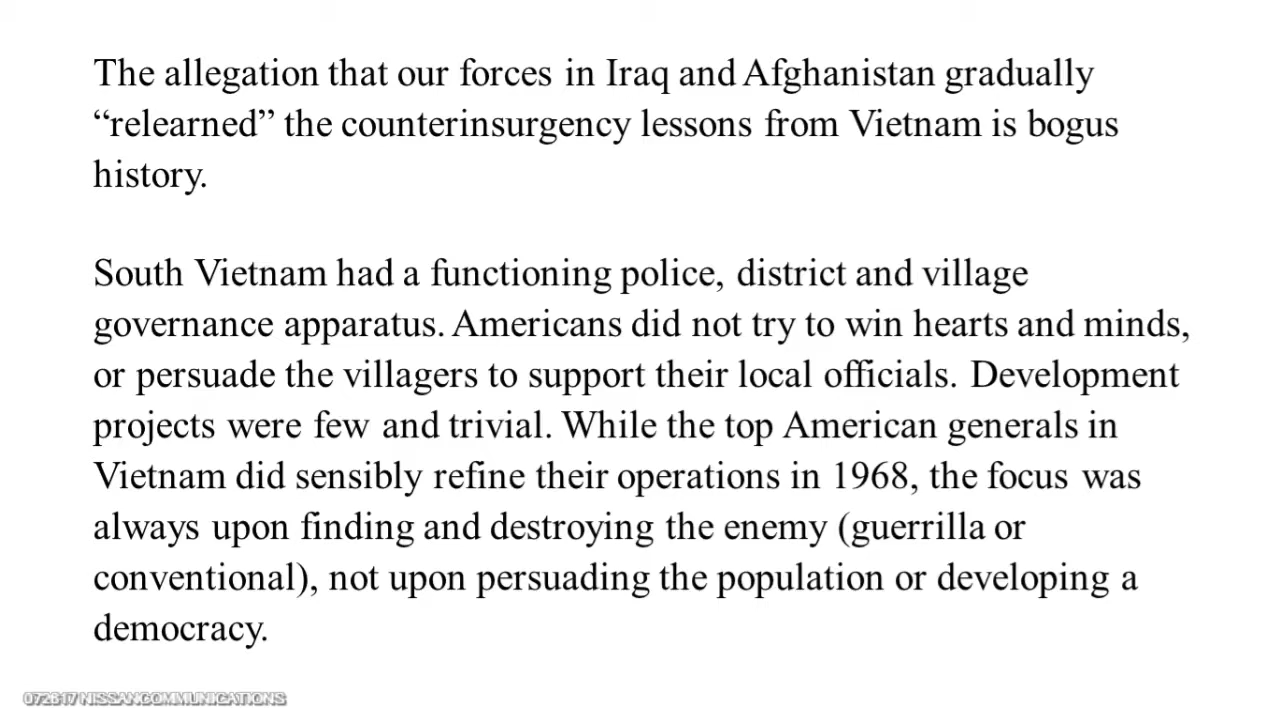 The allegation that our forces in Iraq and Afghanistan gradually
“relearned” the counterinsurgency lessons from Vietnam is bogus
history.
South Vietnam had a functioning police, district and village
governance apparatus. Americans did not try to win hearts and minds,
or persuade the villagers to support their local officials. Development
projects were few and trivial. While the top American generals in
Vietnam did sensibly refine their operations in 1968, the focus was
always upon finding and destroying the enemy (guerrilla or
conventional), not upon persuading the population or developing a
democracy.
072617 NISSANCOMMUNICATIONS